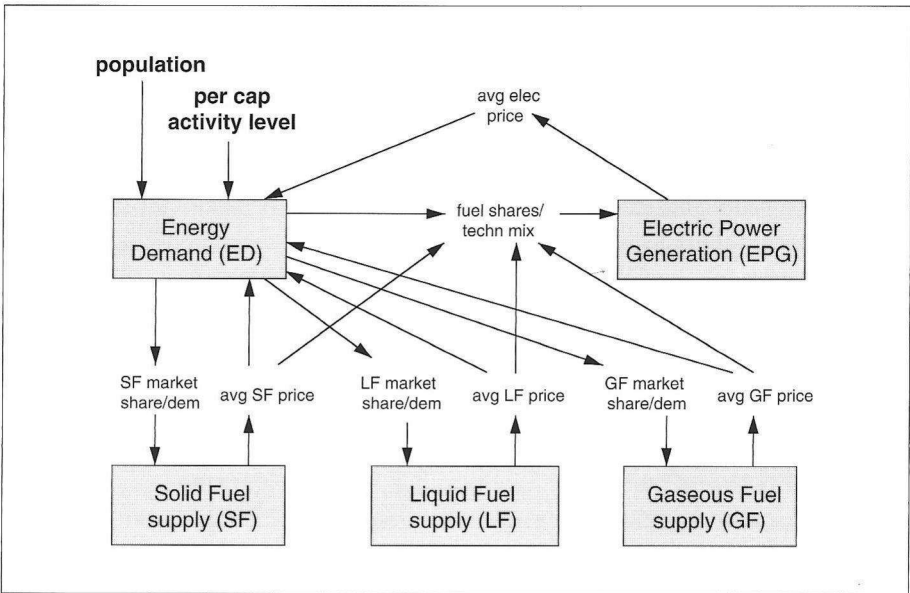 population
per cap
activity level
avg elec
price
Energy
Demand (ED)
fuel shares/
techn mix
Electric Power
Generation (EPG)
SF market
share/dem
avg SF price
LF market
share/dem
avg LF price
GF market
share/dem
avg GF price
Solid Fuel
supply (SF)
Liquid Fuel
supply (LF)
Gaseous Fuel
supply (GF)